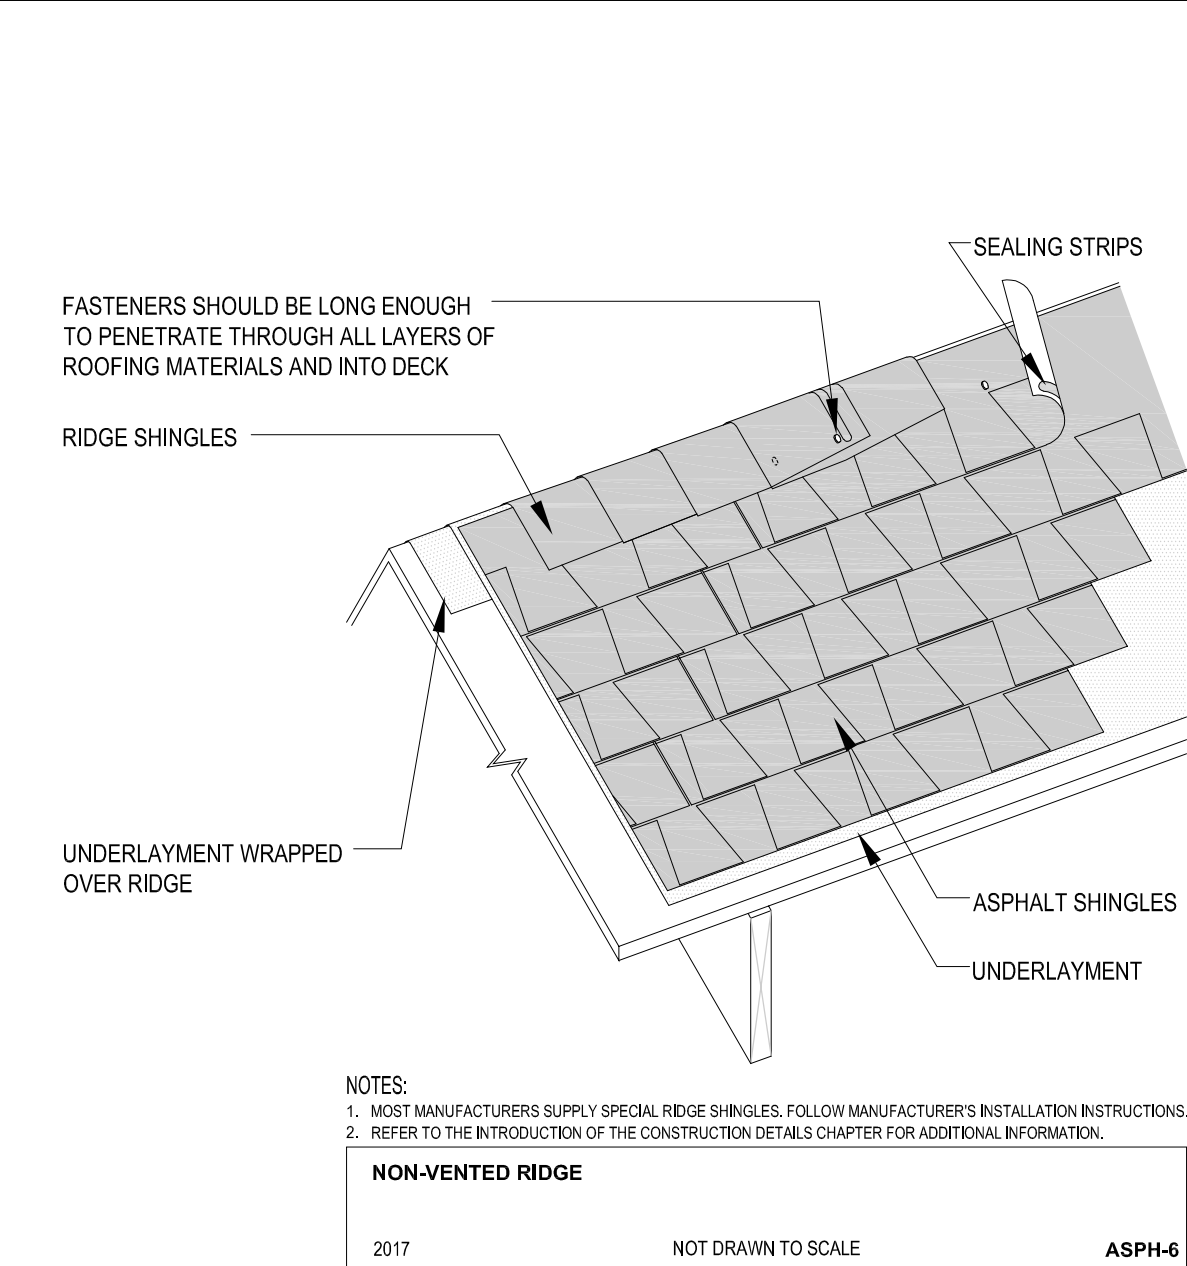 SEALING STRIPS
FASTENERS SHOULD BE LONG ENOUGH
TO PENETRATE THROUGH ALL LAYERS OF
ROOFING MATERIALS AND INTO DECK
RIDGE SHINGLES
UNDERLAYMENT WRAPPED
OVER RIDGE
ASPHALT SHINGLES
UNDERLAYMENT
NOTES:
1. MOST MANUFACTURERS SUPPLY SPECIAL RIDGE SHINGLES. FOLLOW MANUFACTURER'S INSTALLATION INSTRUCTIONS.
2. REFER TO THE INTRODUCTION OF THE CONSTRUCTION DETAILS CHAPTER FOR ADDITIONAL INFORMATION.
NON-VENTED RIDGE
2017 NOT DRAWN TO SCALE ASPH-6